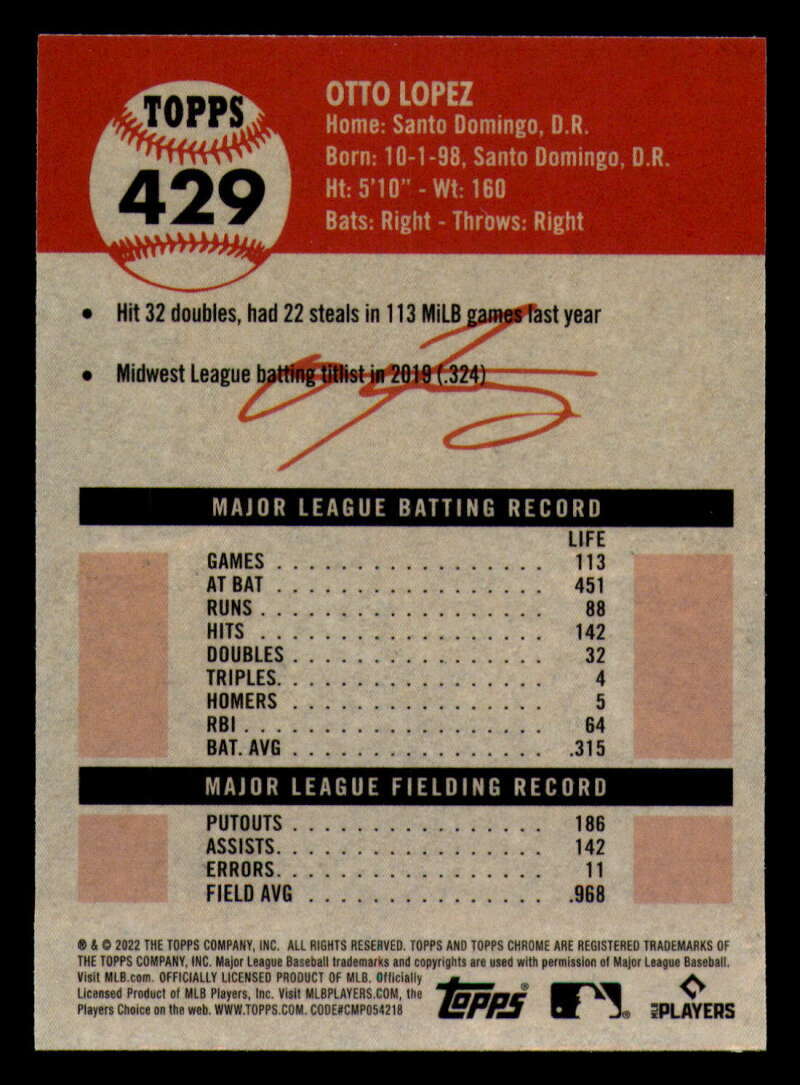 TOPPS
429
OTTO LOPEZ
Home: Santo Domingo, D.R.
Born: 10-1-98, Santo Domingo, D.R.
Ht: 5'10" - Wt: 160
Bats: Right - Throws: Right
• Hit 32 doubles, had 22 steals in 113 MiLB games last year
• Midwest League batting titlist in 2019 (.324)
MAJOR LEAGUE BATTING RECORD
LIFE
GAMES . . . . . . . . . . . . . . . . . 113
AT BAT . . . . . . . . . . . . . . . . . 451
RUNS . . . . . . . . . . . . . . . . . . 88
HITS . . . . . . . . . . . . . . . . . . 142
DOUBLES . . . . . . . . . . . . . . . . 32
TRIPLES. . . . . . . . . . . . . . . . . 4
HOMERS . . . . . . . . . . . . . . . . 5
RBI . . . . . . . . . . . . . . . . . . . 64
BAT. AVG . . . . . . . . . . . . . . . .315
MAJOR LEAGUE FIELDING RECORD
PUTOUTS . . . . . . . . . . . . . . . . 186
ASSISTS. . . . . . . . . . . . . . . . . 142
ERRORS. . . . . . . . . . . . . . . . . 11
FIELD AVG . . . . . . . . . . . . . . . .968
® & © 2022 THE TOPPS COMPANY, INC. ALL RIGHTS RESERVED. TOPPS AND TOPPS CHROME ARE REGISTERED TRADEMARKS OF
THE TOPPS COMPANY, INC. Major League Baseball trademarks and copyrights are used with permission of Major League Baseball.
Visit MLB.com. OFFICIALLY LICENSED PRODUCT OF MLB. Officially
Licensed Product of MLB Players, Inc. Visit MLBPLAYERS.COM, the
Players Choice on the web. WWW.TOPPS.COM. CODE#CMP054218
Topps®
MLB PLAYERS